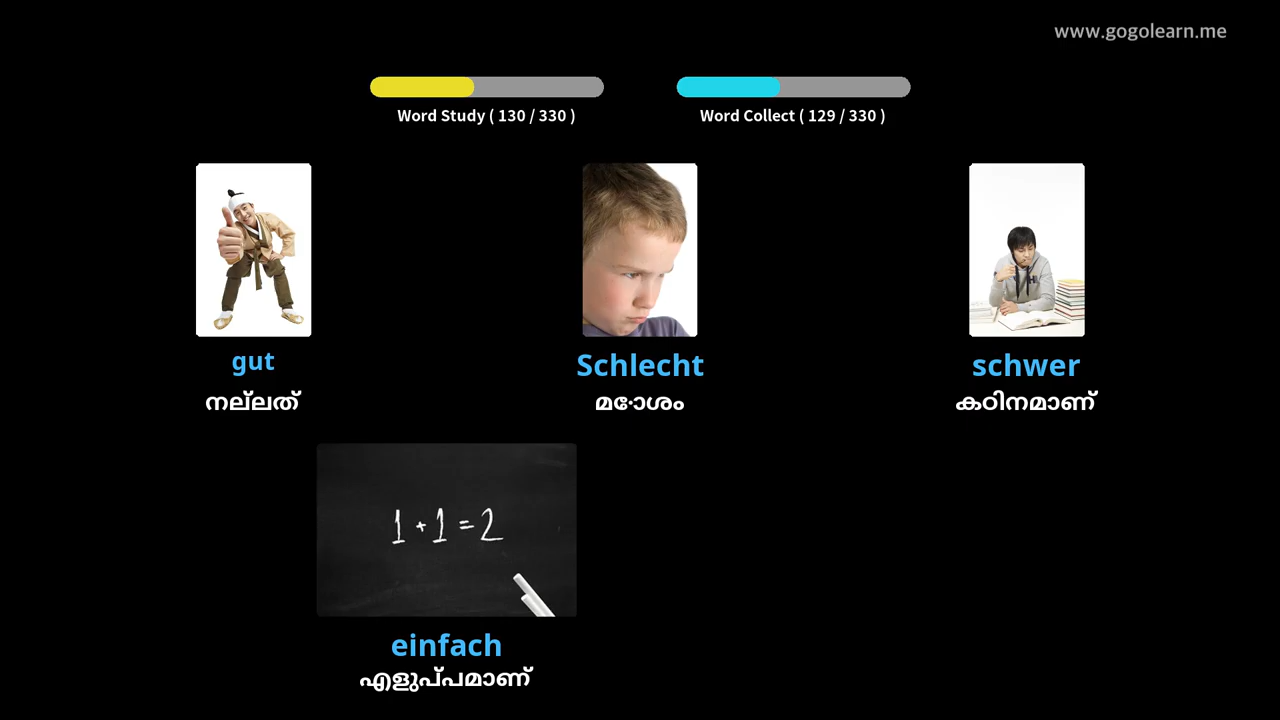 www.gogolearn.me
Word Study ( 130 / 330 )
Word Collect ( 129 / 330 )
gut
നല്ലത്
Schlecht
മോശം
schwer
കഠിനമാണ്
1 + 1 = 2
einfach
എളുപ്പമാണ്